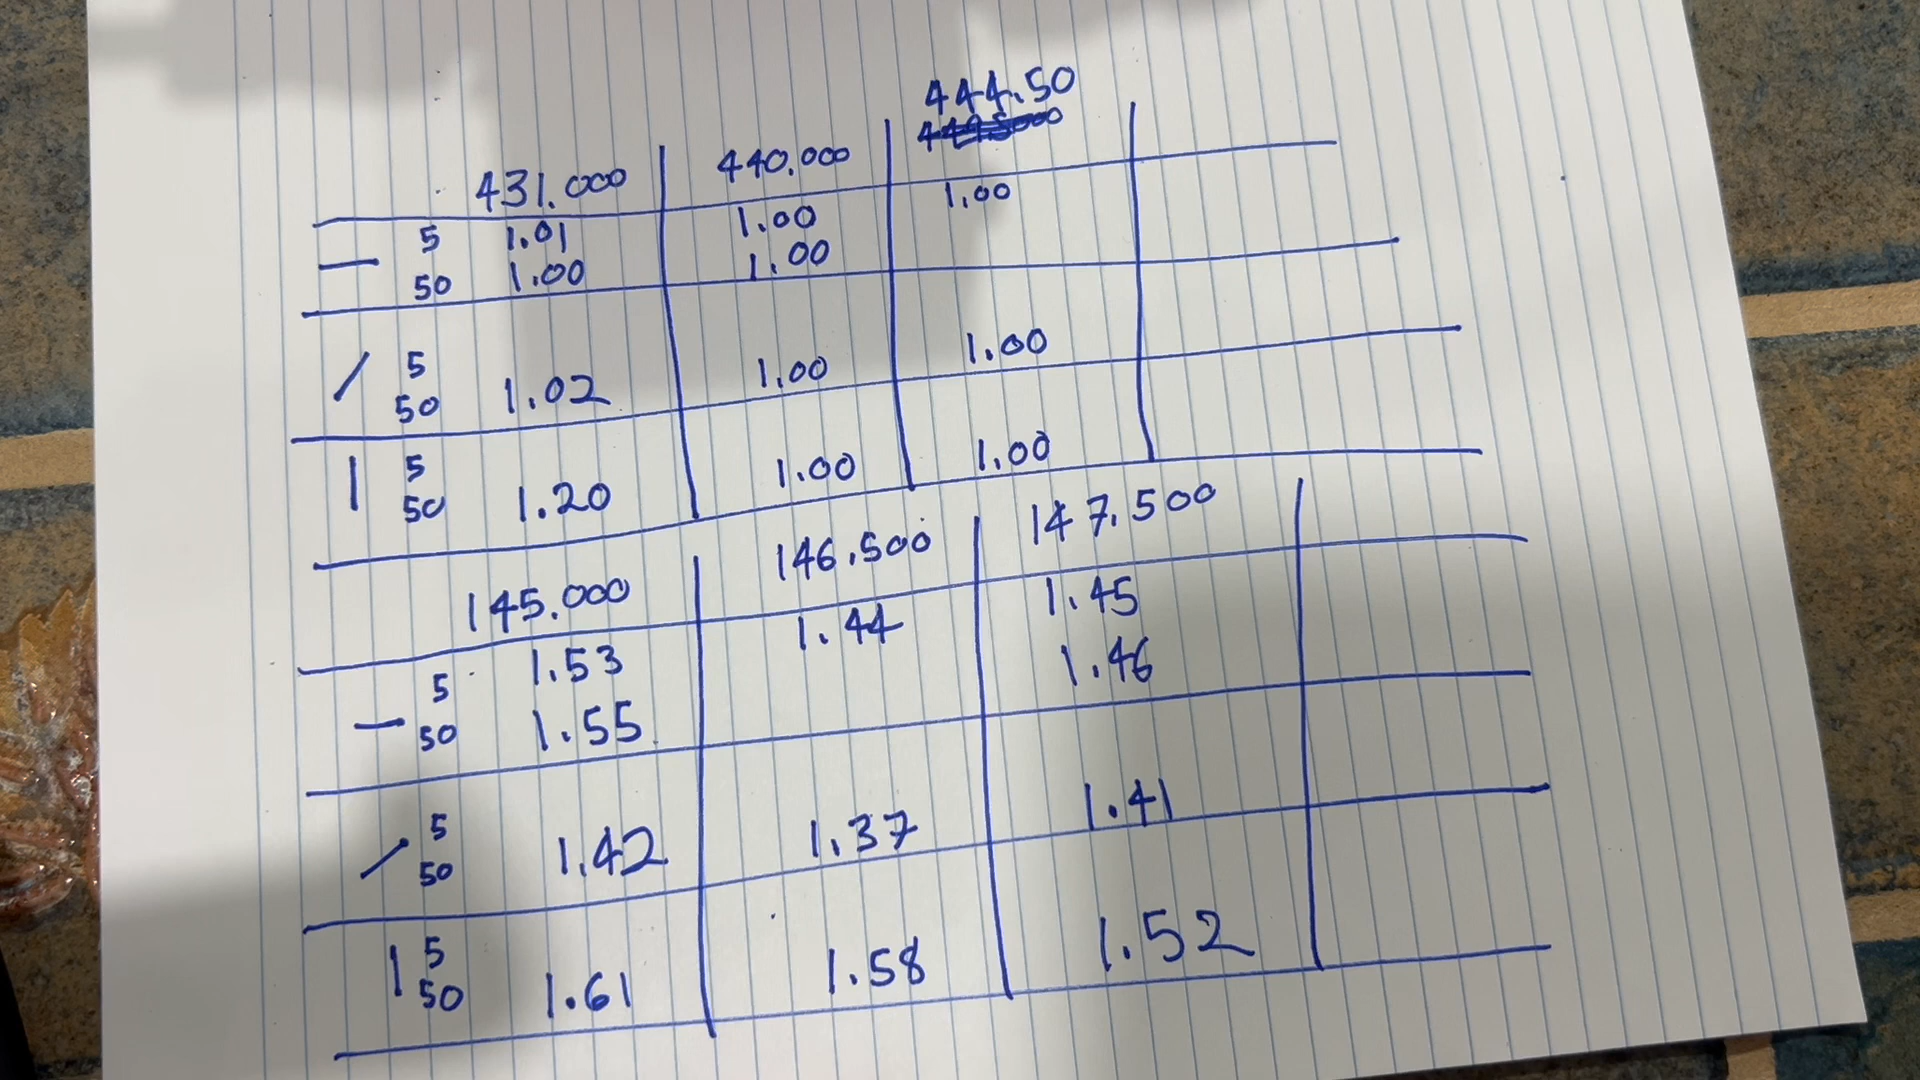 444.50
431.000 440.000
5 1.01 1.00 1.00
50 1.00 1.00
5
50 1.02 1.00 1.00
5
50 1.20 1.00 1.00
145.000 146.500 147.500
5 1.53 1.44 1.45
50 1.55 1.46
5
50 1.42 1.37 1.41
5
50 1.61 1.58 1.52